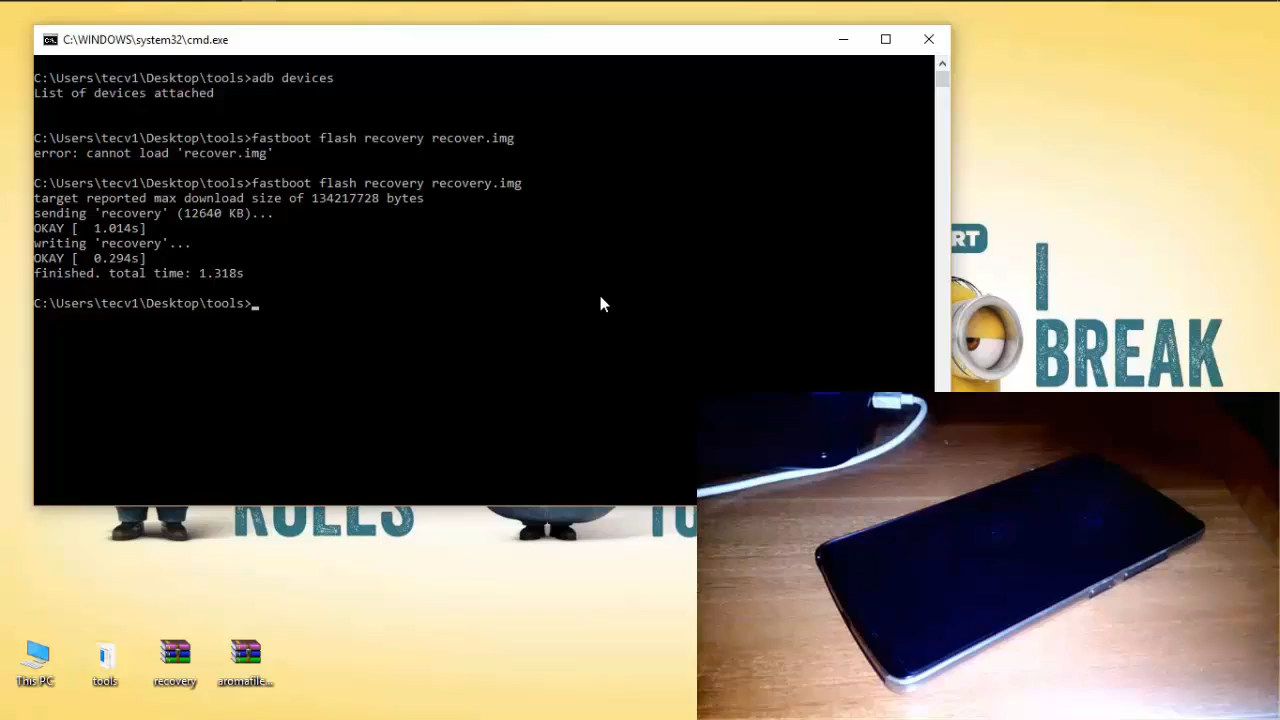 C:\WINDOWS\system32\cmd.exe
C:\Users\tecv1\Desktop\tools>adb devices
List of devices attached
C:\Users\tecv1\Desktop\tools>fastboot flash recovery recover.img
error: cannot load 'recover.img'
C:\Users\tecv1\Desktop\tools>fastboot flash recovery recovery.img
target reported max download size of 134217728 bytes
sending 'recovery' (12640 KB)...
OKAY [  1.014s]
writing 'recovery'...
OKAY [  0.294s]
finished. total time: 1.318s
C:\Users\tecv1\Desktop\tools>_
RT
I
BREAK
This PC
tools
recovery
aromafile...